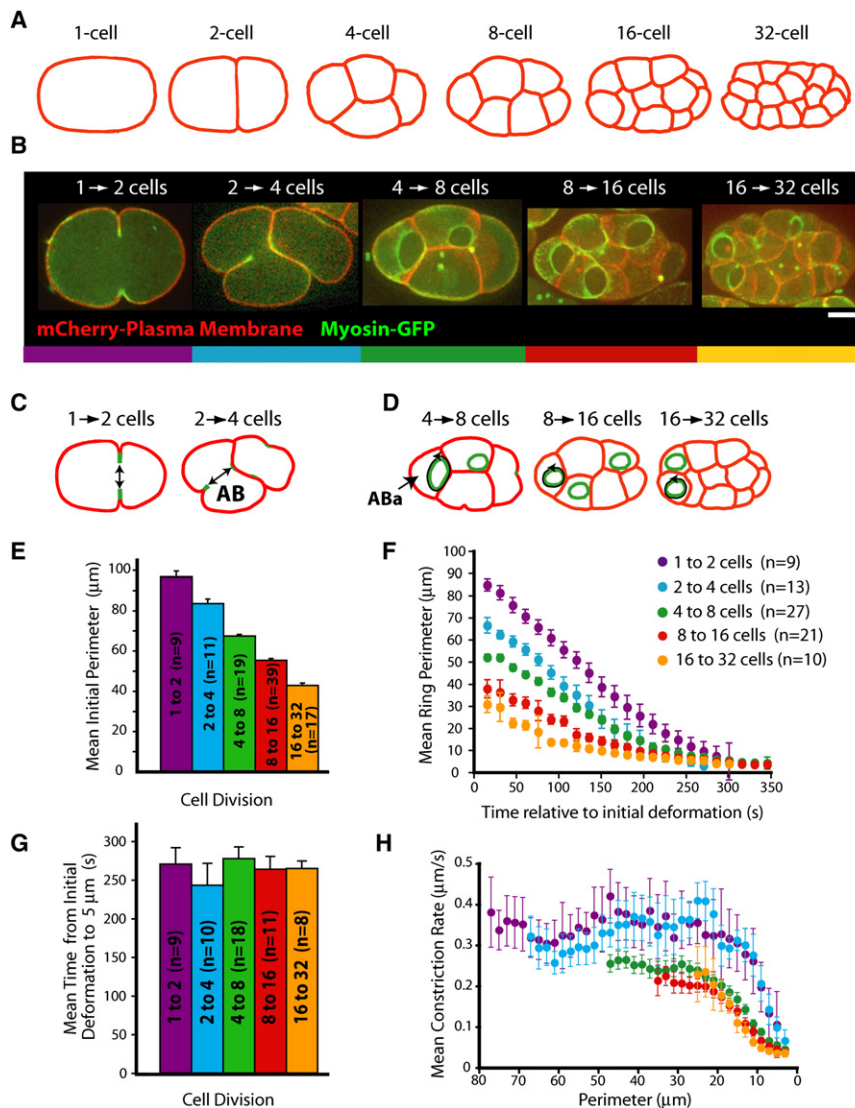 A
1-cell 2-cell 4-cell 8-cell 16-cell 32-cell
B
1 → 2 cells 2 → 4 cells 4 → 8 cells 8 → 16 cells 16 → 32 cells
mCherry-Plasma Membrane Myosin-GFP
C
1→2 cells 2→4 cells
AB
D
4→8 cells 8→16 cells 16→32 cells
ABa
E
Mean Initial Perimeter (μm)
100
80
60
40
20
0
1 to 2 (n=9)
2 to 4 (n=11)
4 to 8 (n=19)
8 to 16 (n=39)
16 to 32
(n=17)
Cell Division
F
Mean Ring Perimeter (μm)
100
90
80
70
60
50
40
30
20
10
0
0 50 100 150 200 250 300 350
Time relative to initial deformation (s)
1 to 2 cells (n=9)
2 to 4 cells (n=13)
4 to 8 cells (n=27)
8 to 16 cells (n=21)
16 to 32 cells (n=10)
G
Mean Time from Initial
Deformation to 5 μm (s)
300
250
200
150
100
50
0
1 to 2 (n=9)
2 to 4 (n=10)
4 to 8 (n=18)
8 to 16 (n=11)
16 to 32 (n=8)
Cell Division
H
Mean Constriction Rate (μm/s)
0.5
0.4
0.3
0.2
0.1
0
80 70 60 50 40 30 20 10 0
Perimeter (μm)